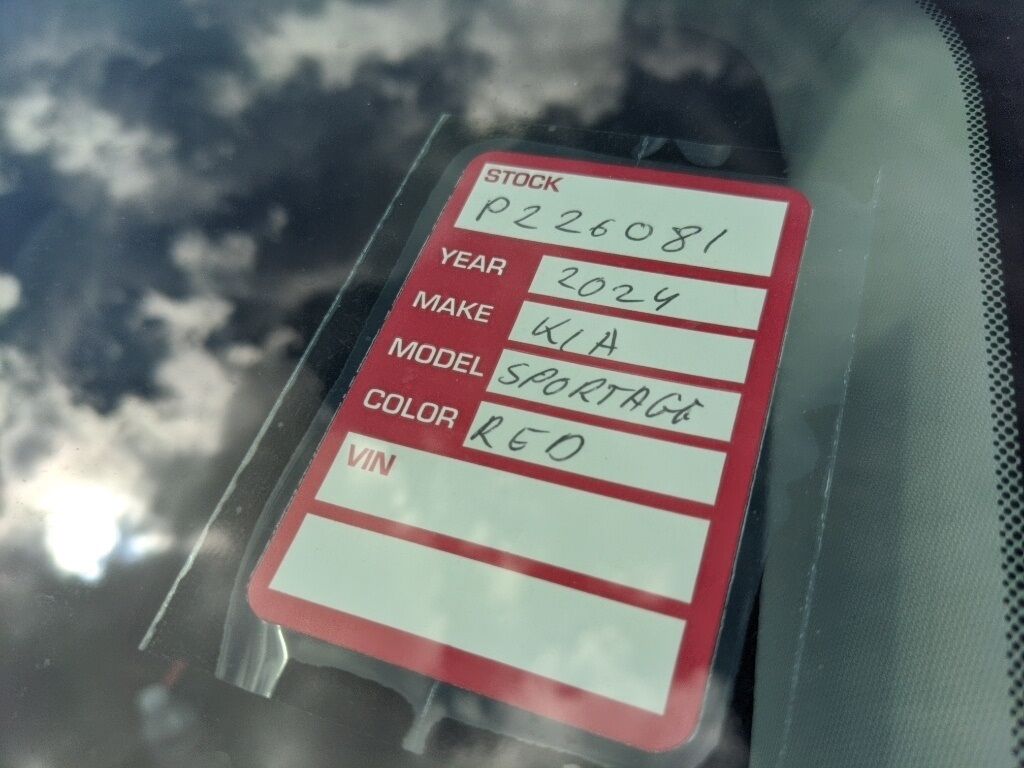 STOCK
P226081
YEAR 2024
MAKE KIA
MODEL SPORTAGE
COLOR RED
VIN